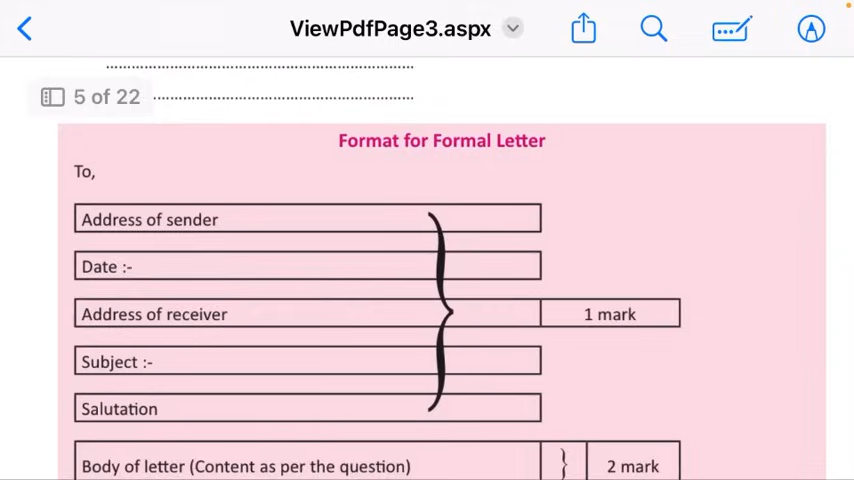 ViewPdfPage3.aspx
5 of 22
Format for Formal Letter
To,
Address of sender
Date :-
Address of receiver 1 mark
Subject :-
Salutation
Body of letter (Content as per the question) 2 mark